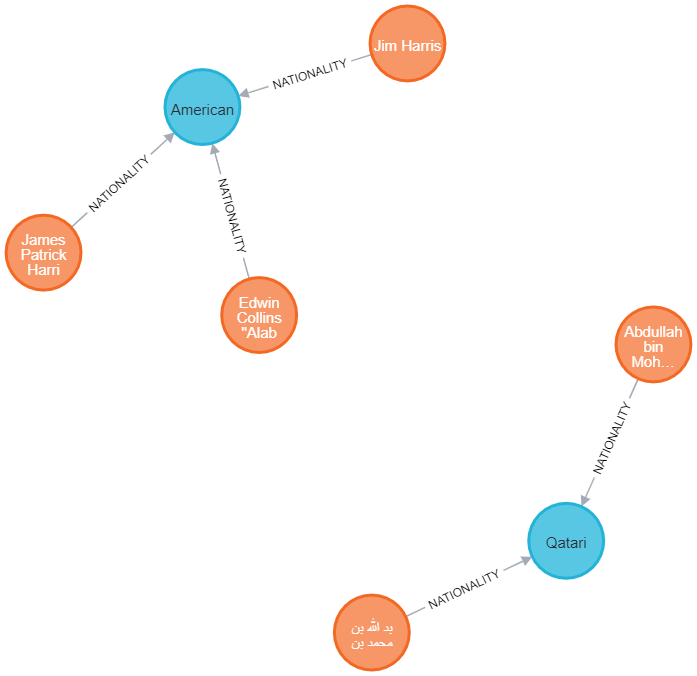 Jim Harris
NATIONALITY
American
NATIONALITY
NATIONALITY
James
Patrick
Harri
Edwin
Collins
"Alab
Abdullah
bin
Moh...
NATIONALITY
Qatari
NATIONALITY
بد الله بن
محمد بن